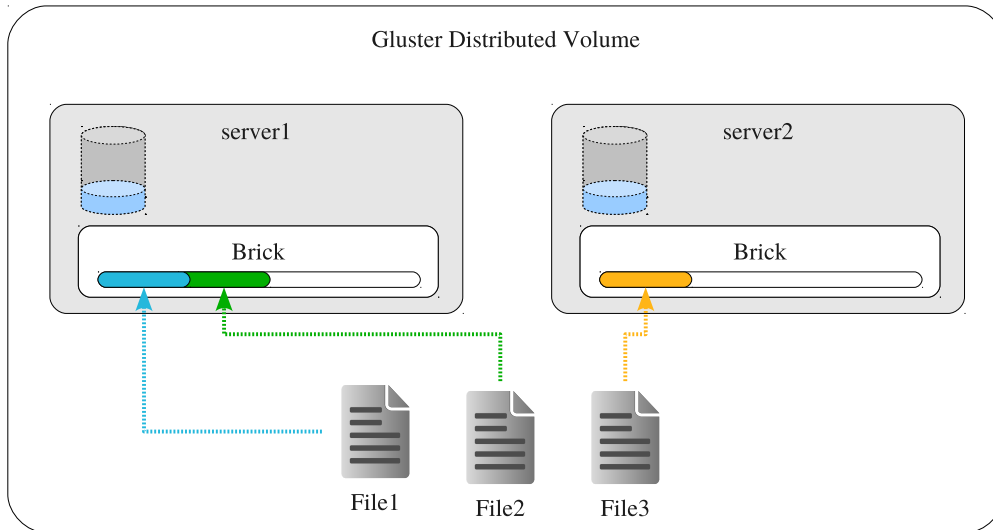 Gluster Distributed Volume
server1
server2
Brick
Brick
File1
File2
File3